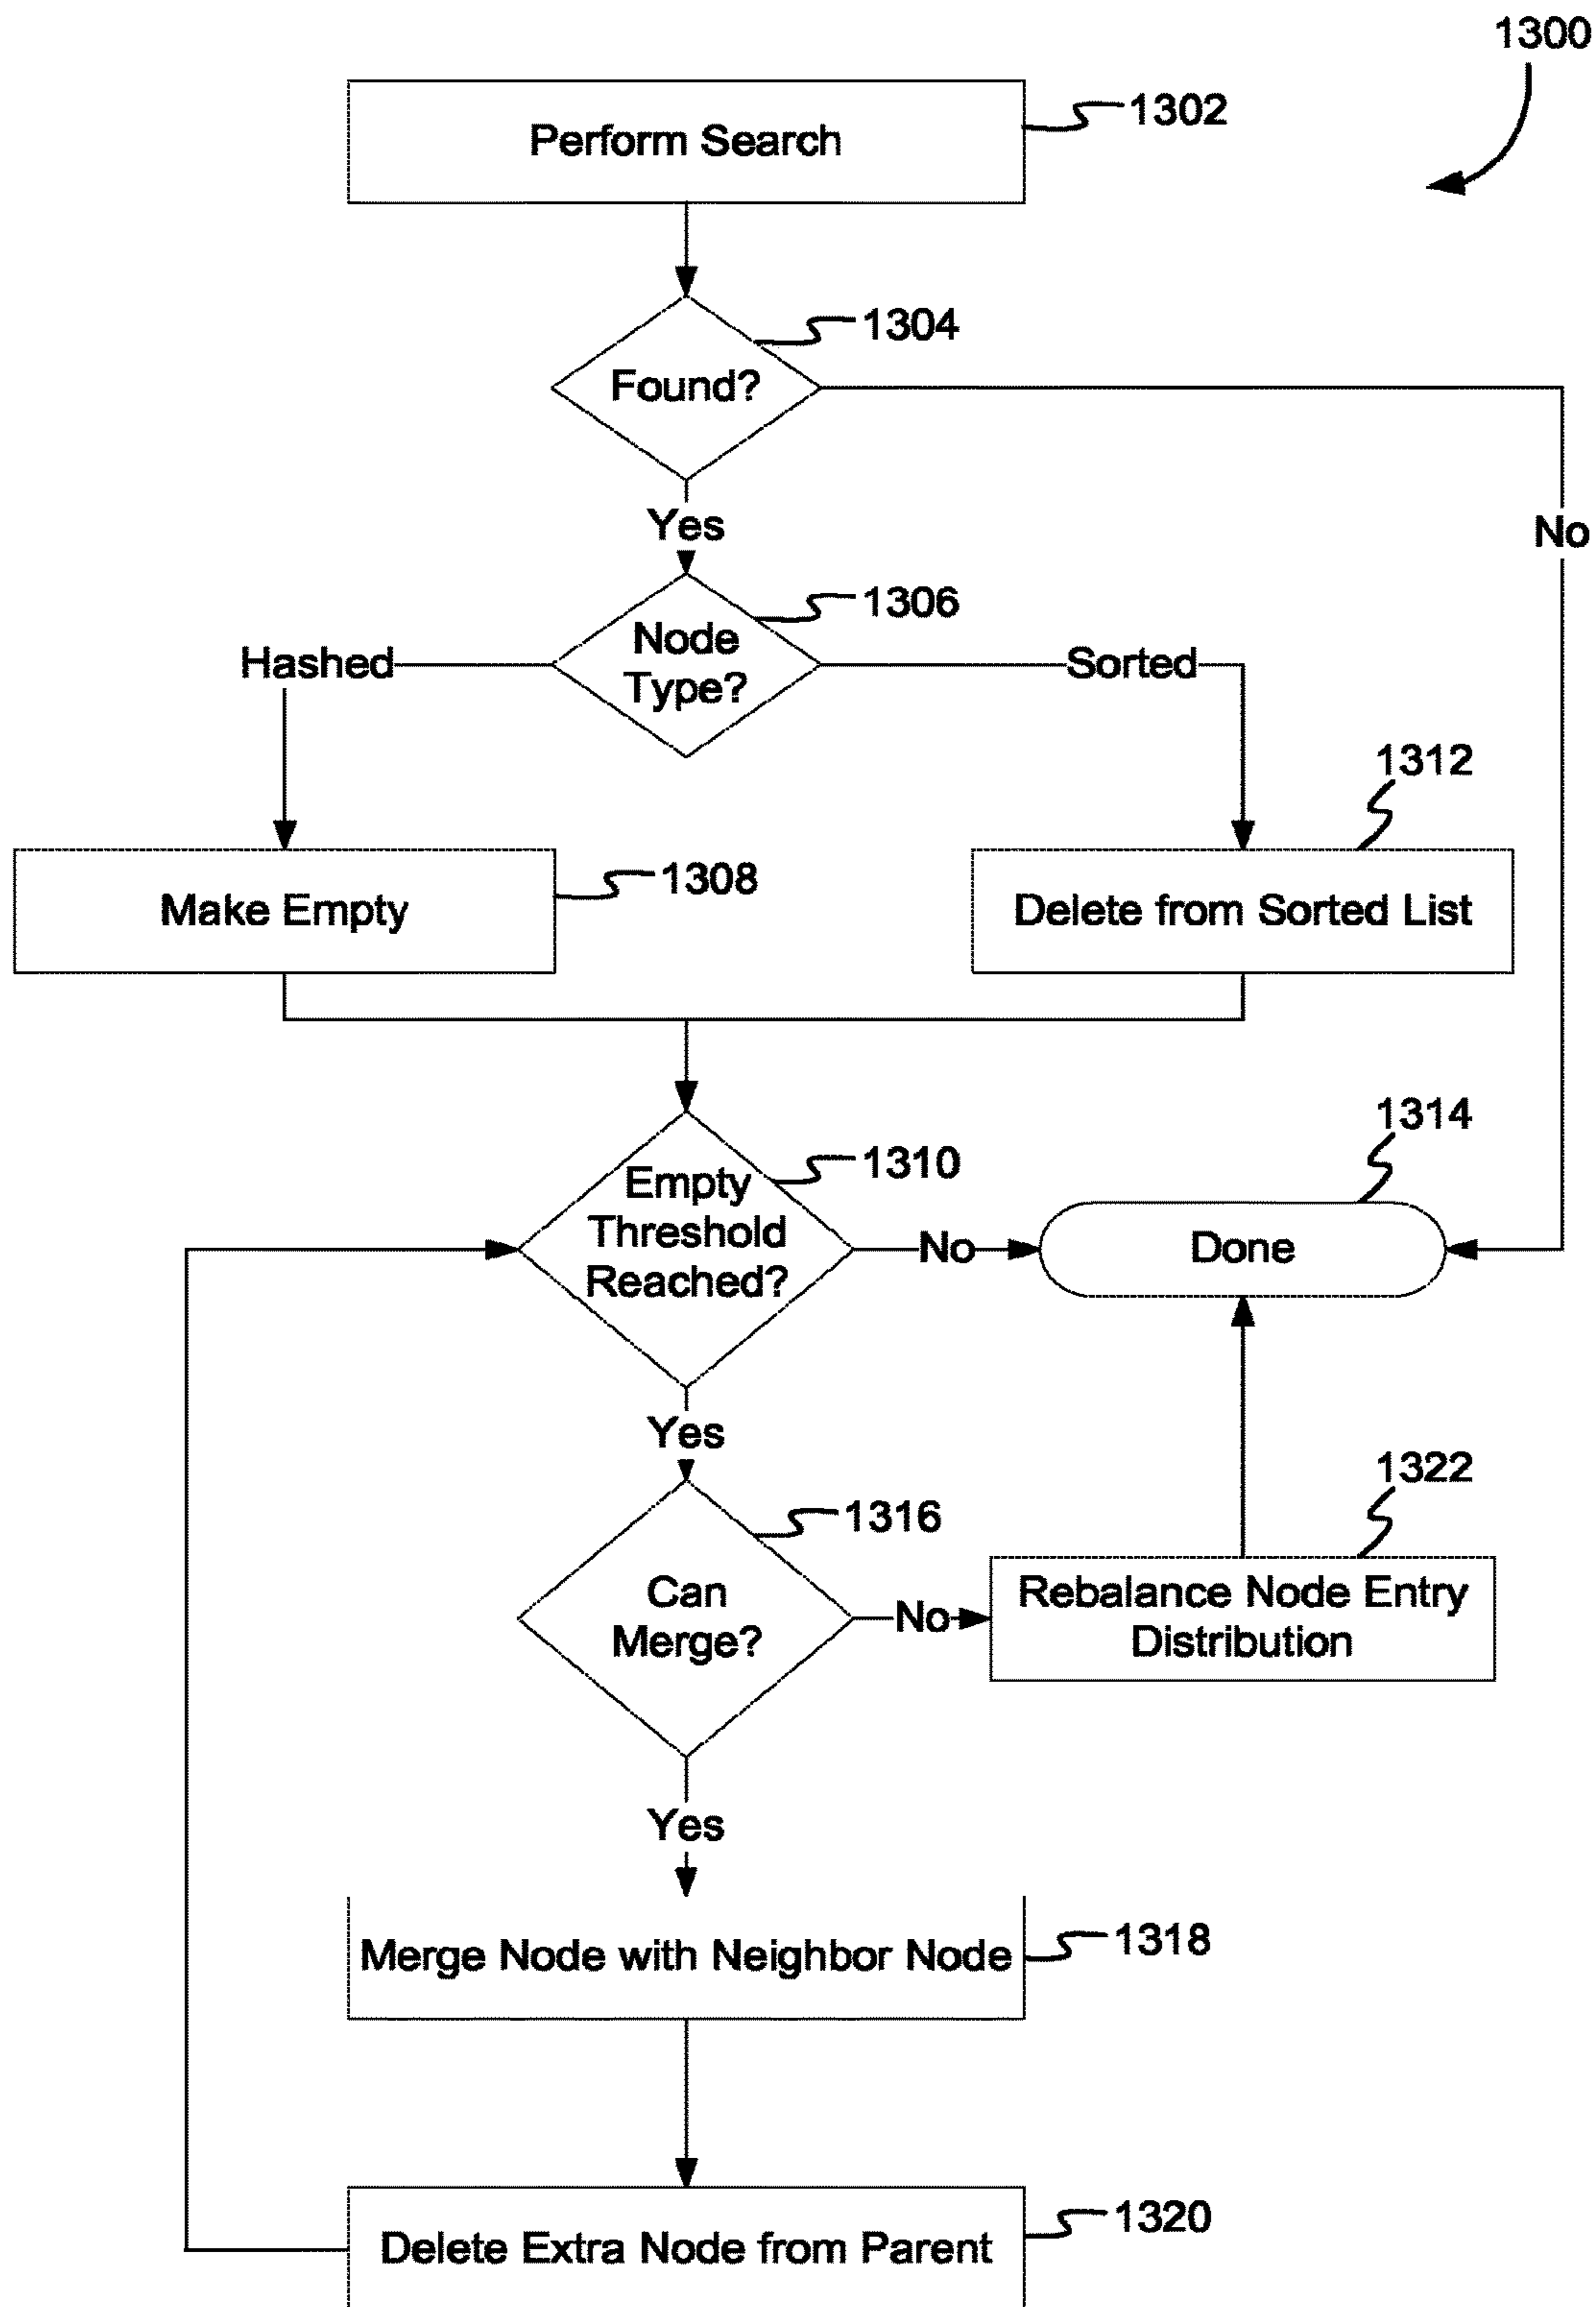 1300
Perform Search
1302
1304
Found?
Yes
No
1306
Node
Type?
Hashed
Sorted
1312
Make Empty
1308
Delete from Sorted List
1314
1310
Empty
Threshold
Reached?
No
Done
Yes
1322
1316
Can
Merge?
No
Rebalance Node Entry
Distribution
Yes
Merge Node with Neighbor Node
1318
Delete Extra Node from Parent
1320